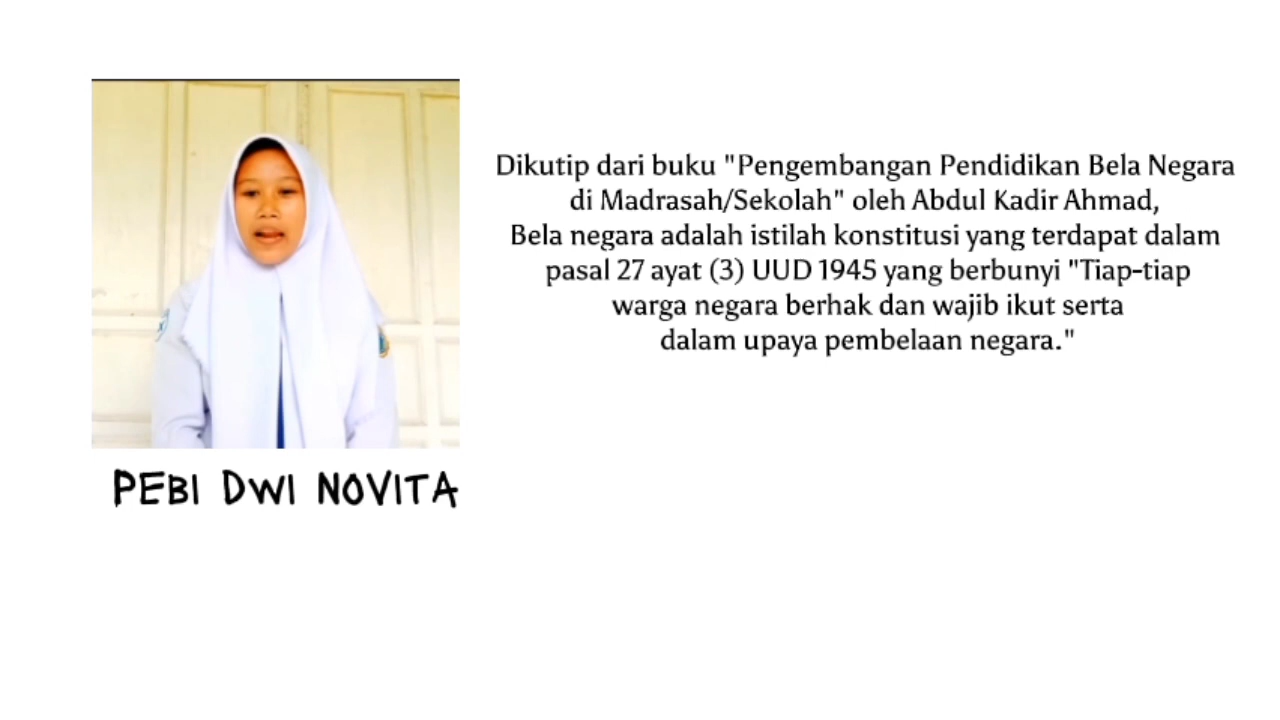 Dikutip dari buku "Pengembangan Pendidikan Bela Negara
di Madrasah/Sekolah" oleh Abdul Kadir Ahmad,
Bela negara adalah istilah konstitusi yang terdapat dalam
pasal 27 ayat (3) UUD 1945 yang berbunyi "Tiap-tiap
warga negara berhak dan wajib ikut serta
dalam upaya pembelaan negara."
PEBI DWI NOVITA